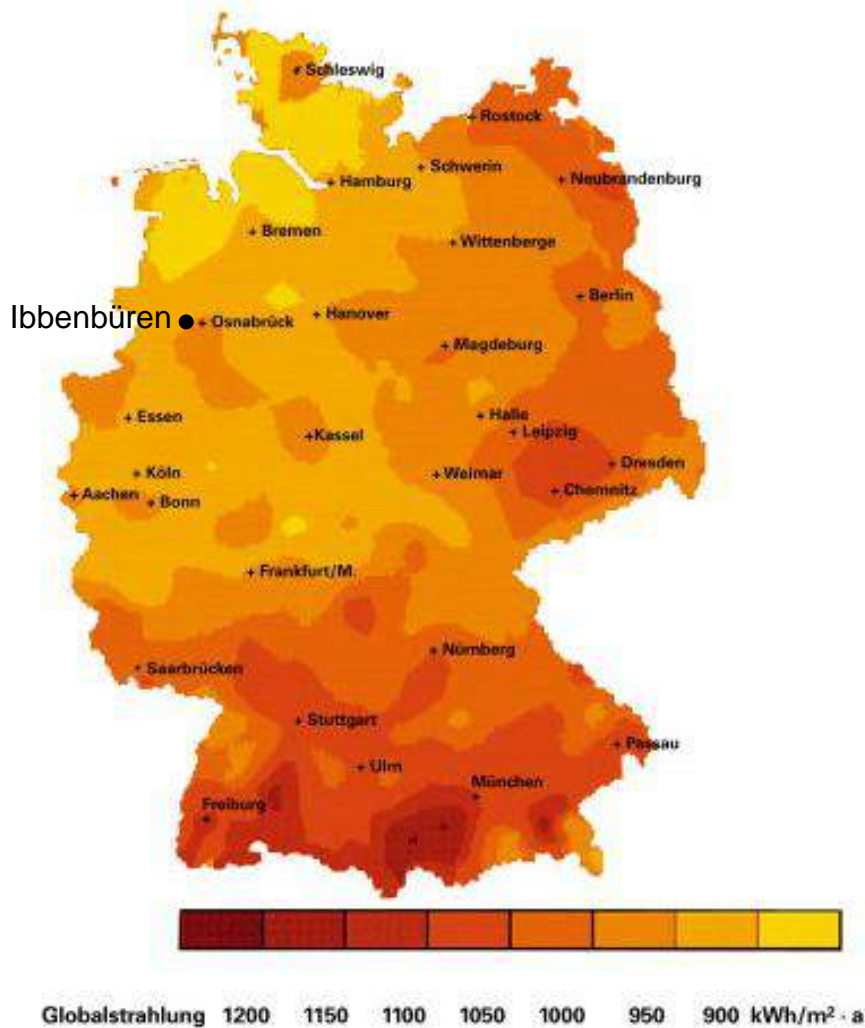 Schleswig
Rostock
Schwerin
Hamburg
Neubrandenburg
Bremen
Wittenberge
Berlin
Ibbenbüren
Osnabrück
Hanover
Magdeburg
Essen
Halle
Kassel
Leipzig
Köln
Weimar
Dresden
Aachen
Bonn
Chemnitz
Frankfurt/M.
Nürnberg
Saarbrücken
Stuttgart
Passau
Ulm
München
Freiburg
Globalstrahlung 1200 1150 1100 1050 1000 950 900 kWh/m² · a